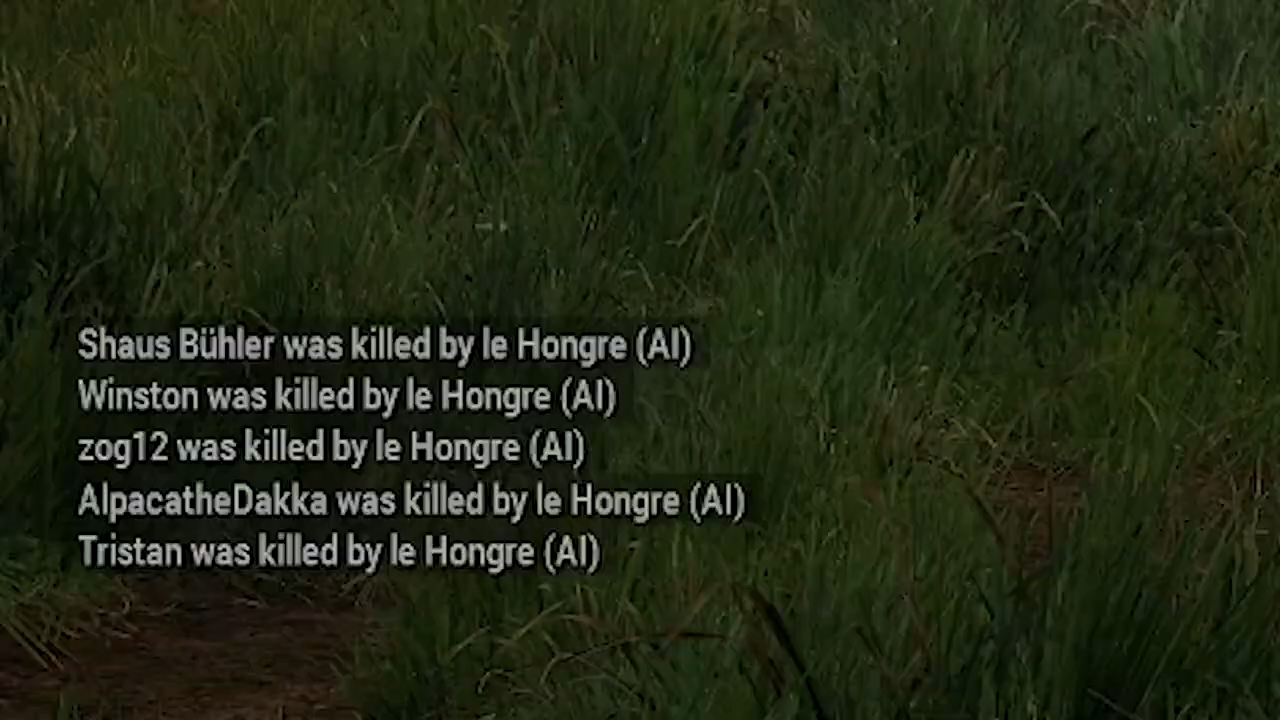 Shaus Bühler was killed by le Hongre (AI)
Winston was killed by le Hongre (AI)
zog12 was killed by le Hongre (AI)
AlpacatheDakka was killed by le Hongre (AI)
Tristan was killed by le Hongre (AI)